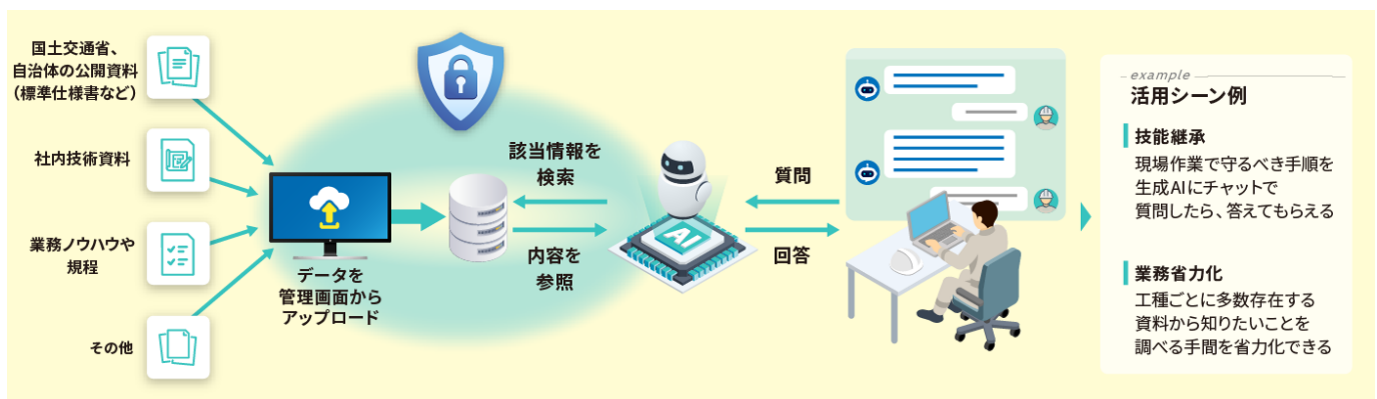 国土交通省、
自治体の公開資料
（標準仕様書など）
社内技術資料
業務ノウハウや
規程
その他
データを
管理画面から
アップロード
該当情報を
検索
内容を
参照
AI
質問
回答
example
活用シーン例
技能継承
現場作業で守るべき手順を
生成AIにチャットで
質問したら、答えてもらえる
業務省力化
工種ごとに多数存在する
資料から知りたいことを
調べる手間を省力化できる